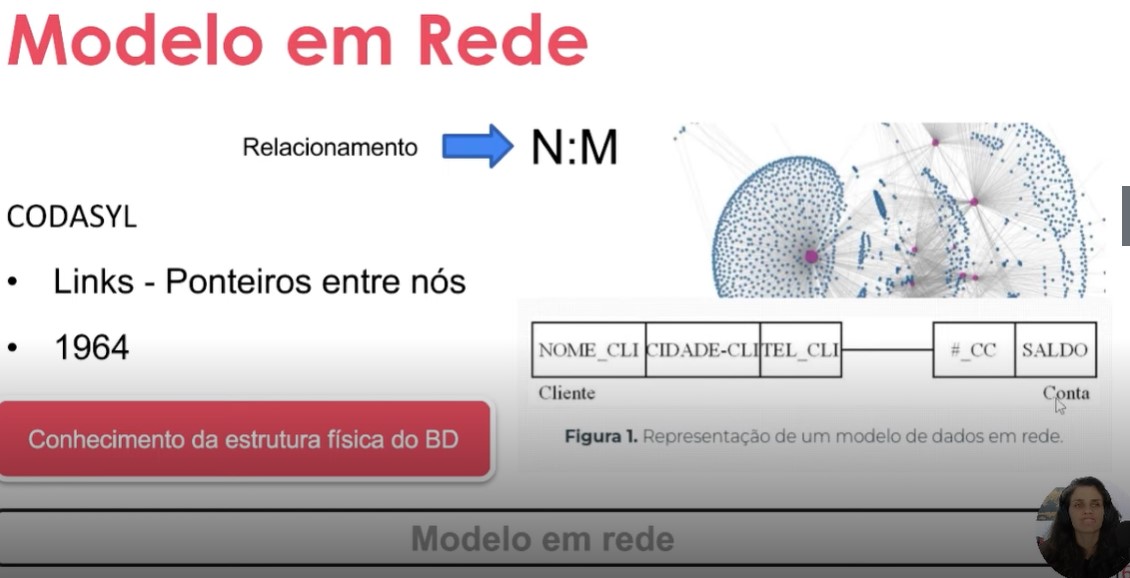 Modelo em Rede
Relacionamento N:M
CODASYL
• Links - Ponteiros entre nós
• 1964
Conhecimento da estrutura física do BD
NOME_CLI CIDADE-CLI TEL_CLI #_CC SALDO
Cliente Conta
Figura 1. Representação de um modelo de dados em rede.
Modelo em rede